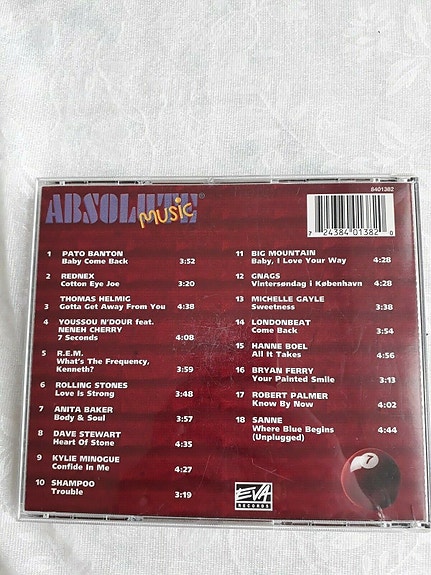 8401382
ABSOLUTE®
music
7 24384 01382 0
1 PATO BANTON
Baby Come Back 3:52
2 REDNEX
Cotton Eye Joe 3:20
THOMAS HELMIG
3 Gotta Get Away From You 4:38
4 YOUSSOU N'DOUR feat.
NENEH CHERRY
7 Seconds 4:08
5 R.E.M.
What's The Frequency,
Kenneth? 3:59
6 ROLLING STONES
Love is Strong 3:48
7 ANITA BAKER
Body & Soul 3:57
8 DAVE STEWART
Heart Of Stone 4:35
9 KYLIE MINOGUE
Confide In Me 4:27
10 SHAMPOO
Trouble 3:19
11 BIG MOUNTAIN
Baby, I Love Your Way 4:28
12 GNAGS
Vintersøndag i København 4:28
13 MICHELLE GAYLE
Sweetness 3:38
14 LONDONBEAT
Come Back 3:54
15 HANNE BOEL
All It Takes 4:56
16 BRYAN FERRY
Your Painted Smile 3:13
17 ROBERT PALMER
Know By Now 4:02
18 SANNE
Where Blue Begins
(Unplugged) 4:44
EVA
RECORDS
7